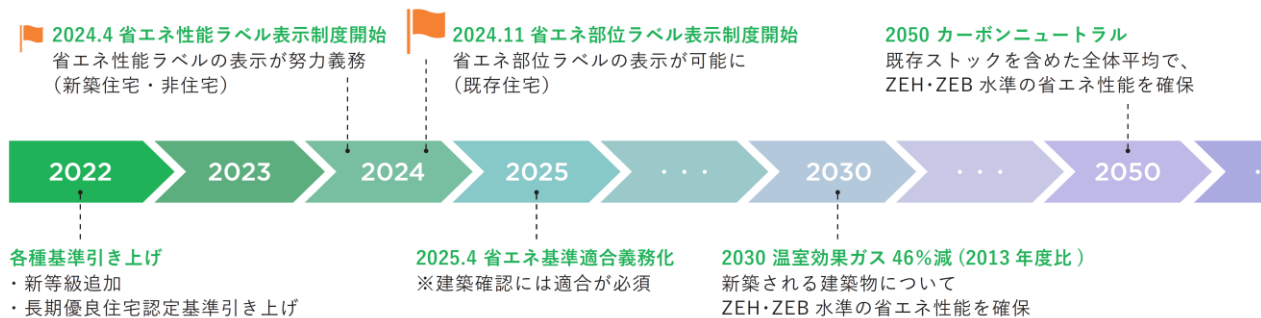 2024.4 省エネ性能ラベル表示制度開始
省エネ性能ラベルの表示が努力義務
（新築住宅・非住宅）
2024.11 省エネ部位ラベル表示制度開始
省エネ部位ラベルの表示が可能に
（既存住宅）
2050 カーボンニュートラル
既存ストックを含めた全体平均で、
ZEH・ZEB 水準の省エネ性能を確保
2022
2023
2024
2025
・・・
2030
・・・
2050
・
各種基準引き上げ
・新等級追加
・長期優良住宅認定基準引き上げ
2025.4 省エネ基準適合義務化
※建築確認には適合が必須
2030 温室効果ガス 46%減 (2013 年度比 )
新築される建築物について
ZEH・ZEB 水準の省エネ性能を確保